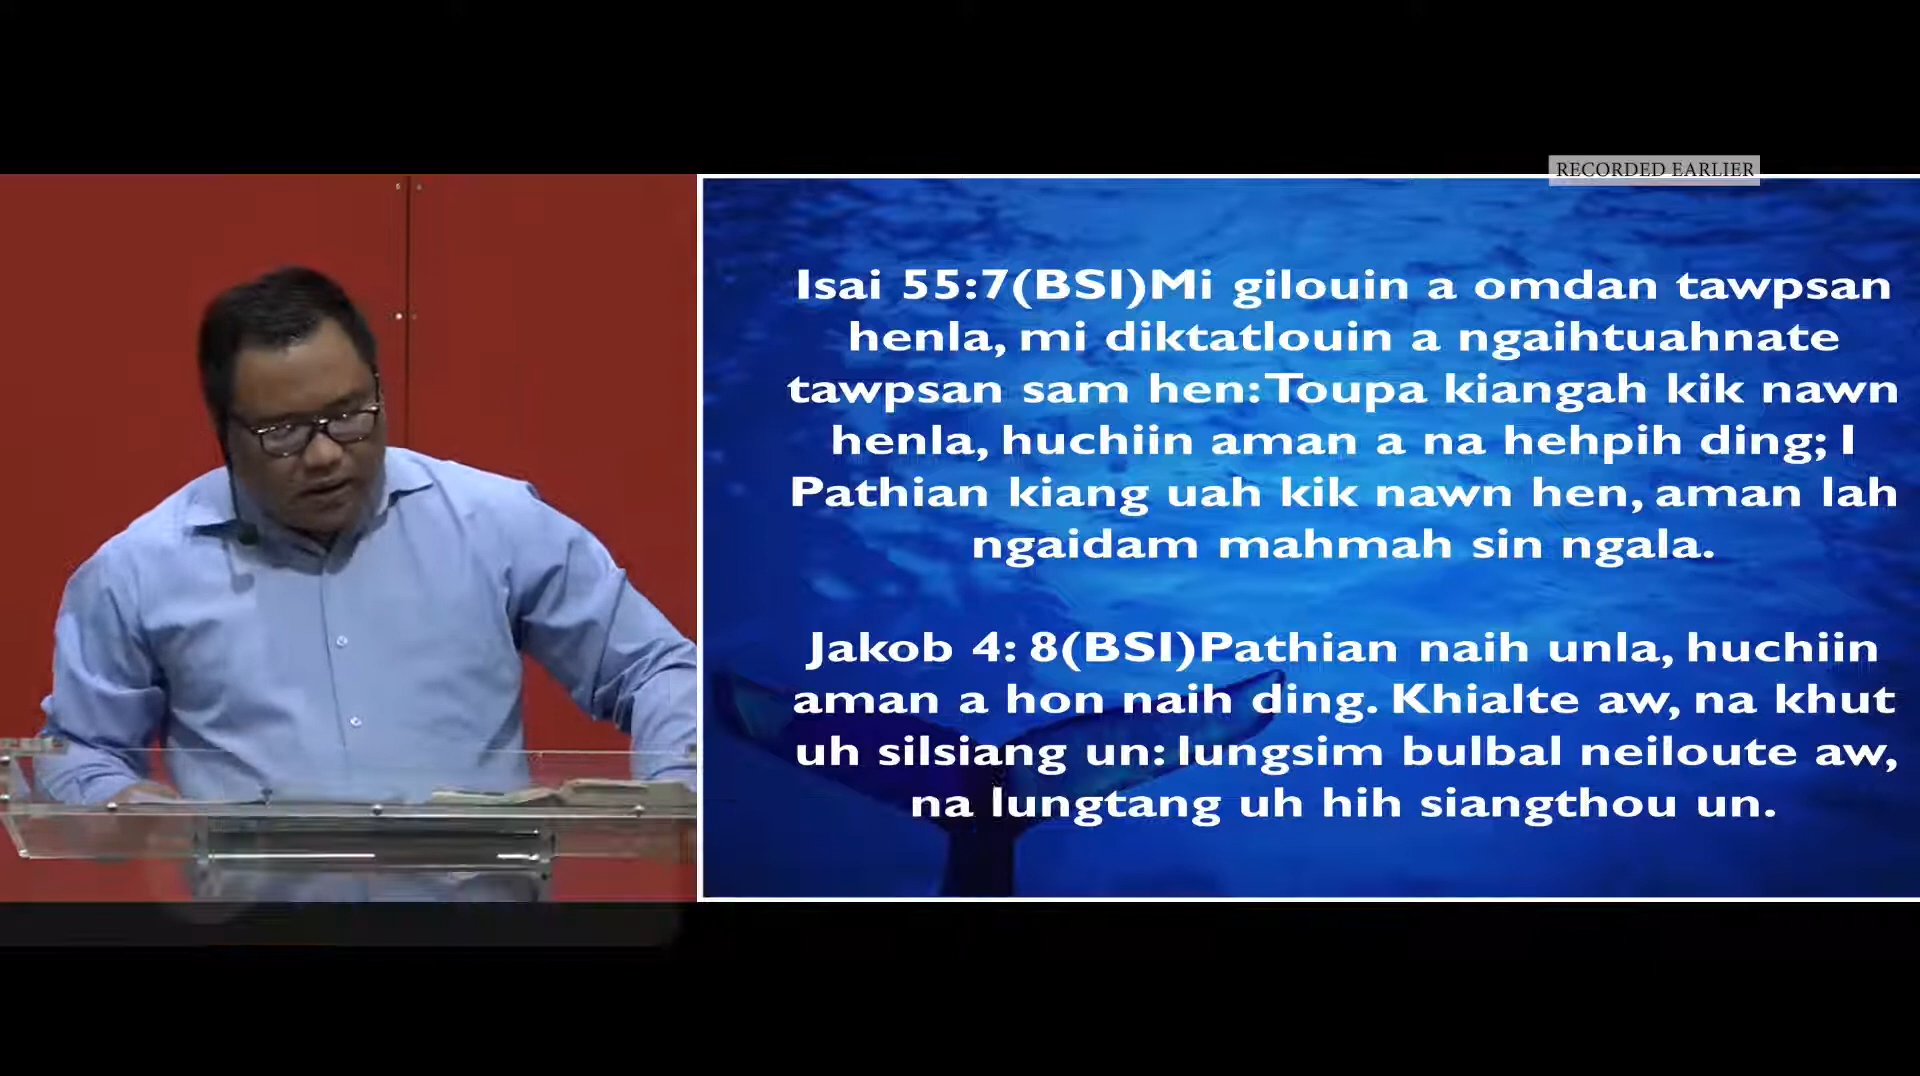 RECORDED EARLIER
Isai 55:7(BSI)Mi gilouin a omdan tawpsan
henla, mi diktatlouin a ngaihtuahnate
tawpsan sam hen: Toupa kiangah kik nawn
henla, huchiin aman a na hehpih ding; I
Pathian kiang uah kik nawn hen, aman lah
ngaidam mahmah sin ngala.
Jakob 4: 8(BSI)Pathian naih unla, huchiin
aman a hon naih ding. Khialte aw, na khut
uh silsiang un: lungsim bulbal neiloute aw,
na lungtang uh hih siangthou un.